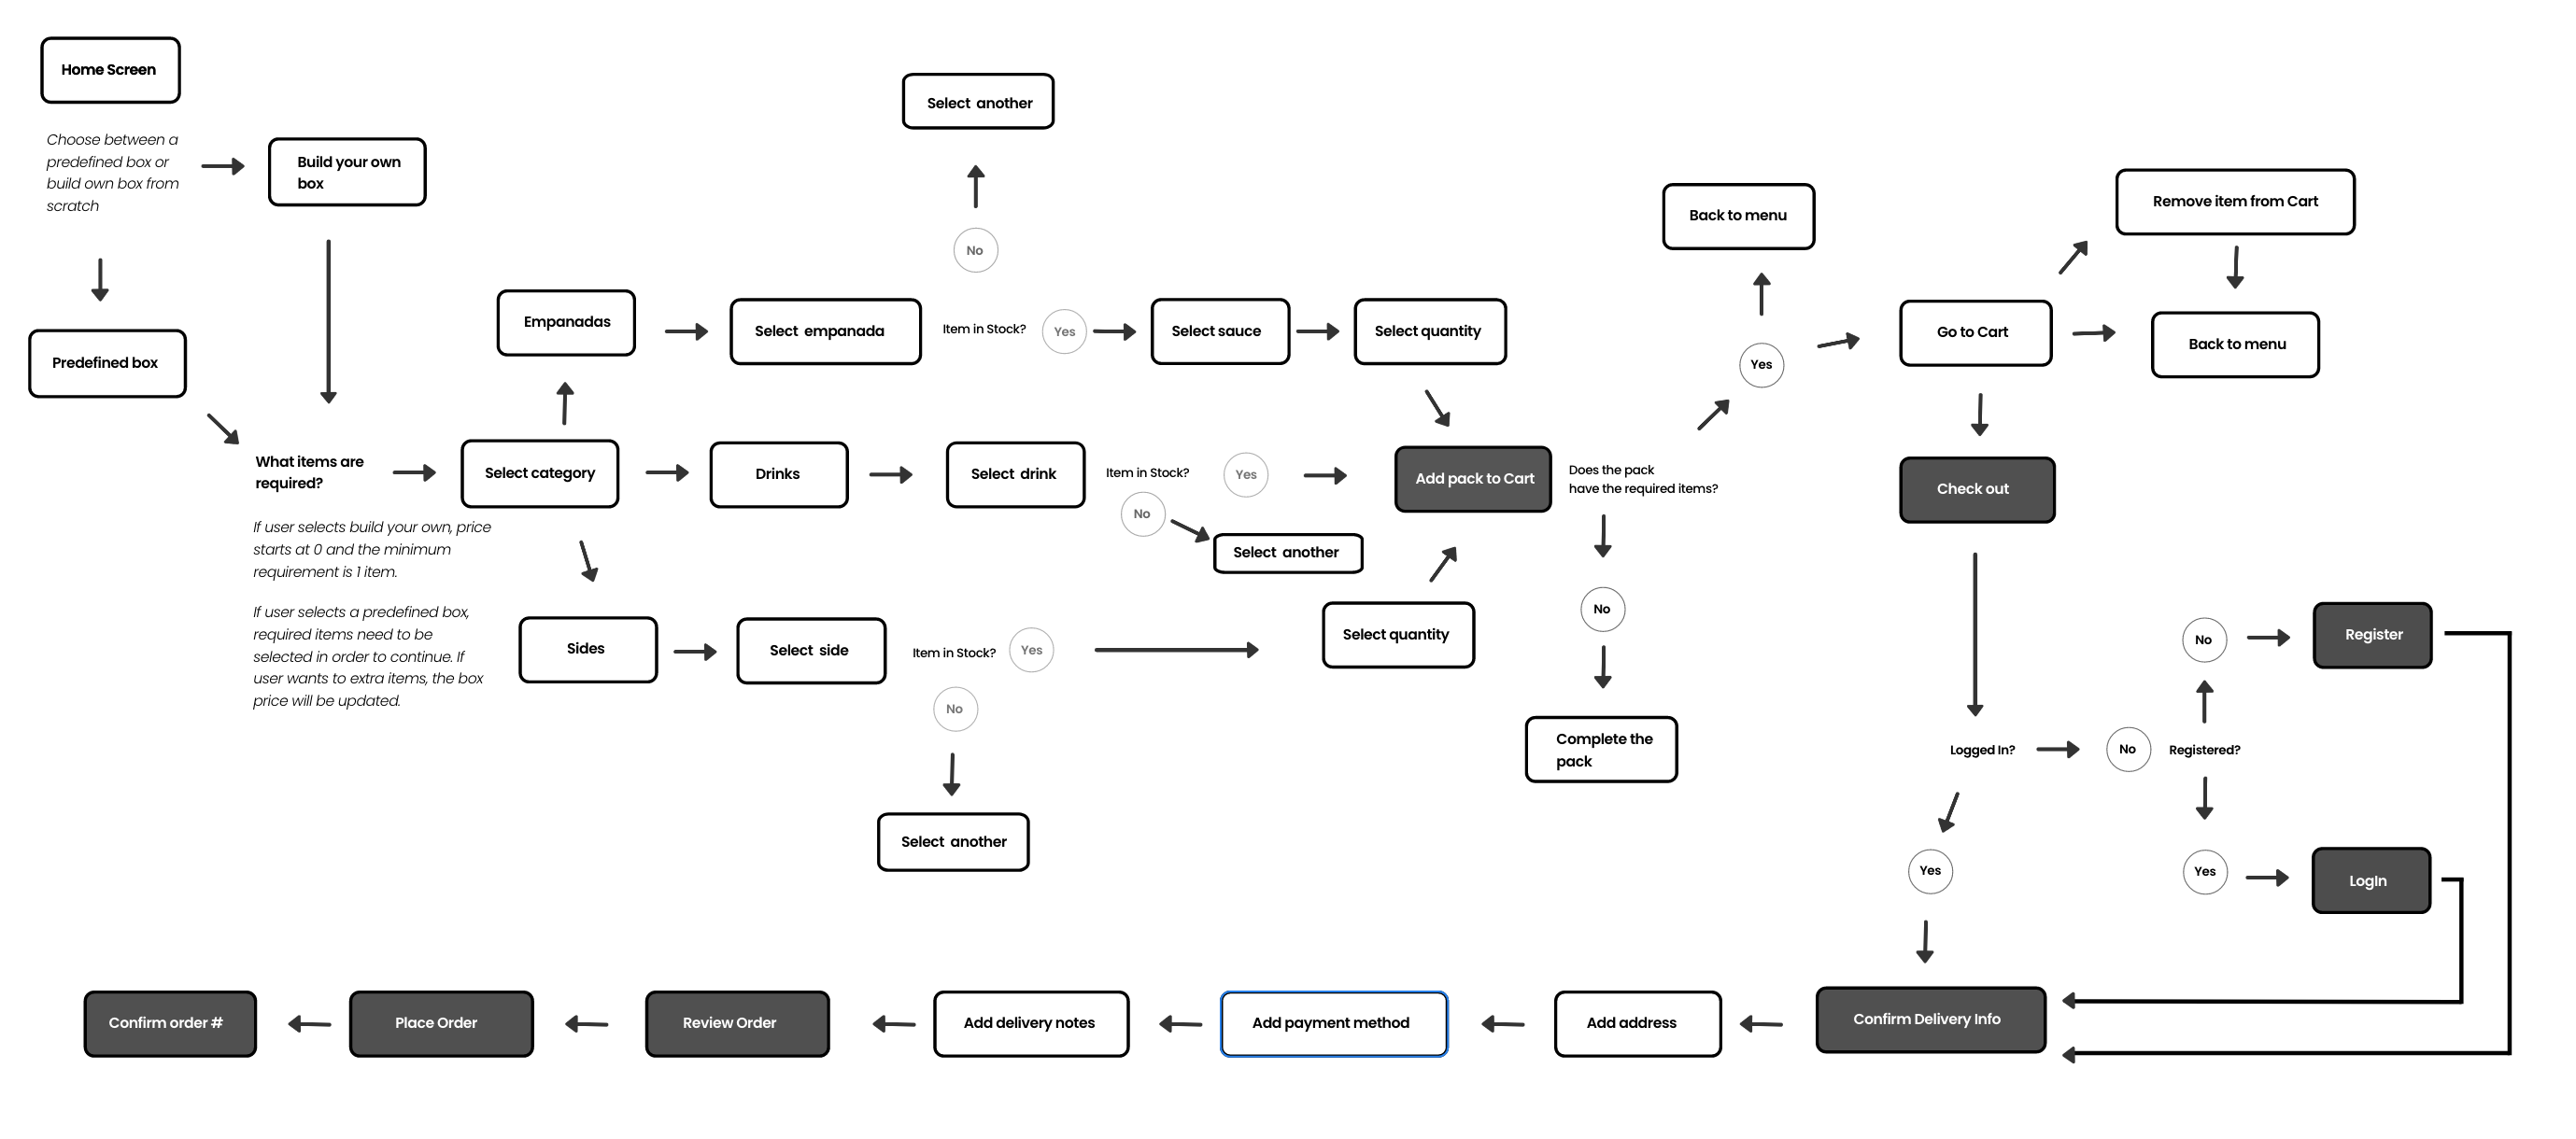 Home Screen
Choose between a
predefined box or
build own box from
scratch
Build your own
box
Predefined box
What items are
required?
If user selects build your own, price
starts at 0 and the minimum
requirement is 1 item.
If user selects a predefined box,
required items need to be
selected in order to continue. If
user wants to extra items, the box
price will be updated.
Select category
Empanadas
Select empanada
Item in Stock?
No
Select another
Yes
Select sauce
Select quantity
Drinks
Select drink
Item in Stock?
Yes
No
Select another
Sides
Select side
Item in Stock?
Yes
No
Select another
Select quantity
Add pack to Cart
Does the pack
have the required items?
No
Complete the
pack
Yes
Back to menu
Go to Cart
Remove item from Cart
Back to menu
Check out
Logged In?
No
Registered?
No
Register
Yes
LogIn
Yes
Confirm Delivery Info
Add address
Add payment method
Add delivery notes
Review Order
Place Order
Confirm order #